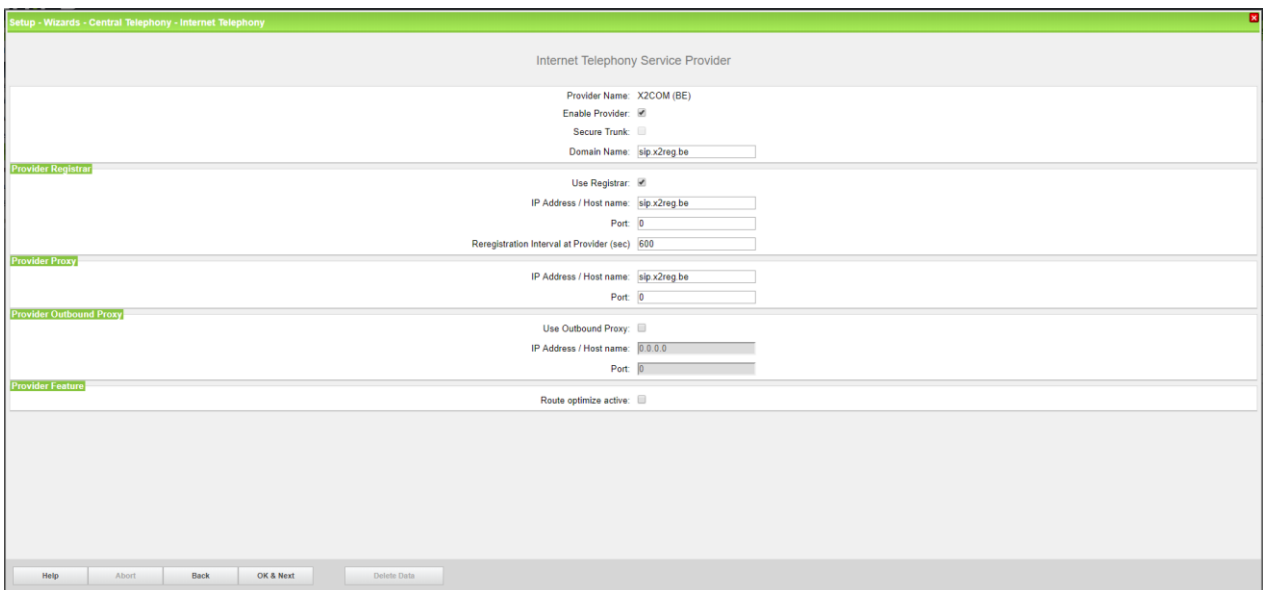 Setup - Wizards - Central Telephony - Internet Telephony
Internet Telephony Service Provider
Provider Name: X2COM (BE)
Enable Provider:
Secure Trunk:
Domain Name: sip.x2reg.be
Provider Registrar
Use Registrar:
IP Address / Host name: sip.x2reg.be
Port: 0
Reregistration Interval at Provider (sec) 600
Provider Proxy
IP Address / Host name: sip.x2reg.be
Port: 0
Provider Outbound Proxy
Use Outbound Proxy:
IP Address / Host name: 0.0.0.0
Port: 0
Provider Feature
Route optimize active:
Help Abort Back OK & Next Delete Data